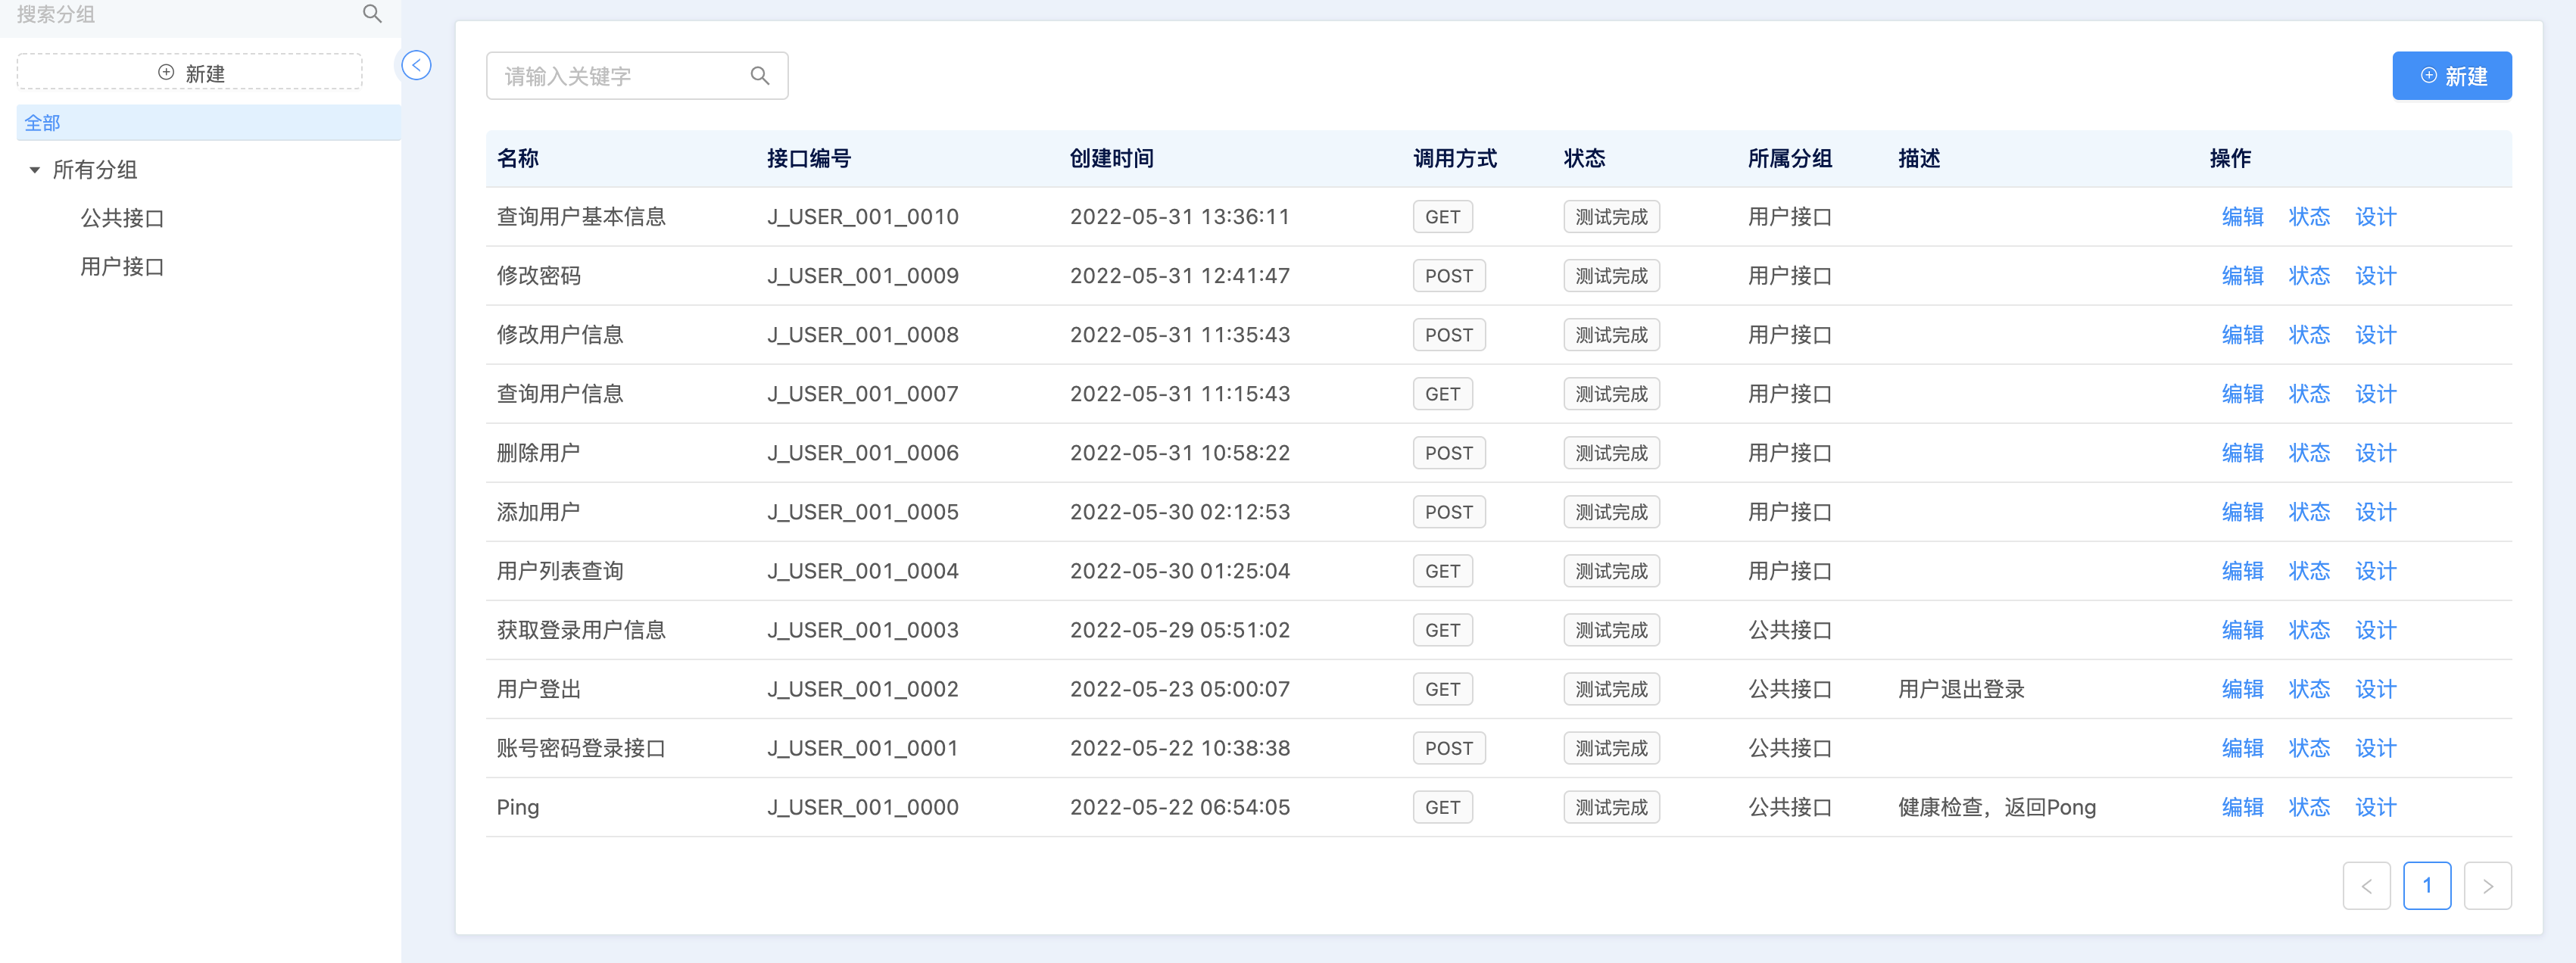 搜索分组
新建
全部
所有分组
公共接口
用户接口
请输入关键字
新建
名称 接口编号 创建时间 调用方式 状态 所属分组 描述 操作
查询用户基本信息 J_USER_001_0010 2022-05-31 13:36:11 GET 测试完成 用户接口 编辑 状态 设计
修改密码 J_USER_001_0009 2022-05-31 12:41:47 POST 测试完成 用户接口 编辑 状态 设计
修改用户信息 J_USER_001_0008 2022-05-31 11:35:43 POST 测试完成 用户接口 编辑 状态 设计
查询用户信息 J_USER_001_0007 2022-05-31 11:15:43 GET 测试完成 用户接口 编辑 状态 设计
删除用户 J_USER_001_0006 2022-05-31 10:58:22 POST 测试完成 用户接口 编辑 状态 设计
添加用户 J_USER_001_0005 2022-05-30 02:12:53 POST 测试完成 用户接口 编辑 状态 设计
用户列表查询 J_USER_001_0004 2022-05-30 01:25:04 GET 测试完成 用户接口 编辑 状态 设计
获取登录用户信息 J_USER_001_0003 2022-05-29 05:51:02 GET 测试完成 公共接口 编辑 状态 设计
用户登出 J_USER_001_0002 2022-05-23 05:00:07 GET 测试完成 公共接口 用户退出登录 编辑 状态 设计
账号密码登录接口 J_USER_001_0001 2022-05-22 10:38:38 POST 测试完成 公共接口 编辑 状态 设计
Ping J_USER_001_0000 2022-05-22 06:54:05 GET 测试完成 公共接口 健康检查，返回Pong 编辑 状态 设计
1